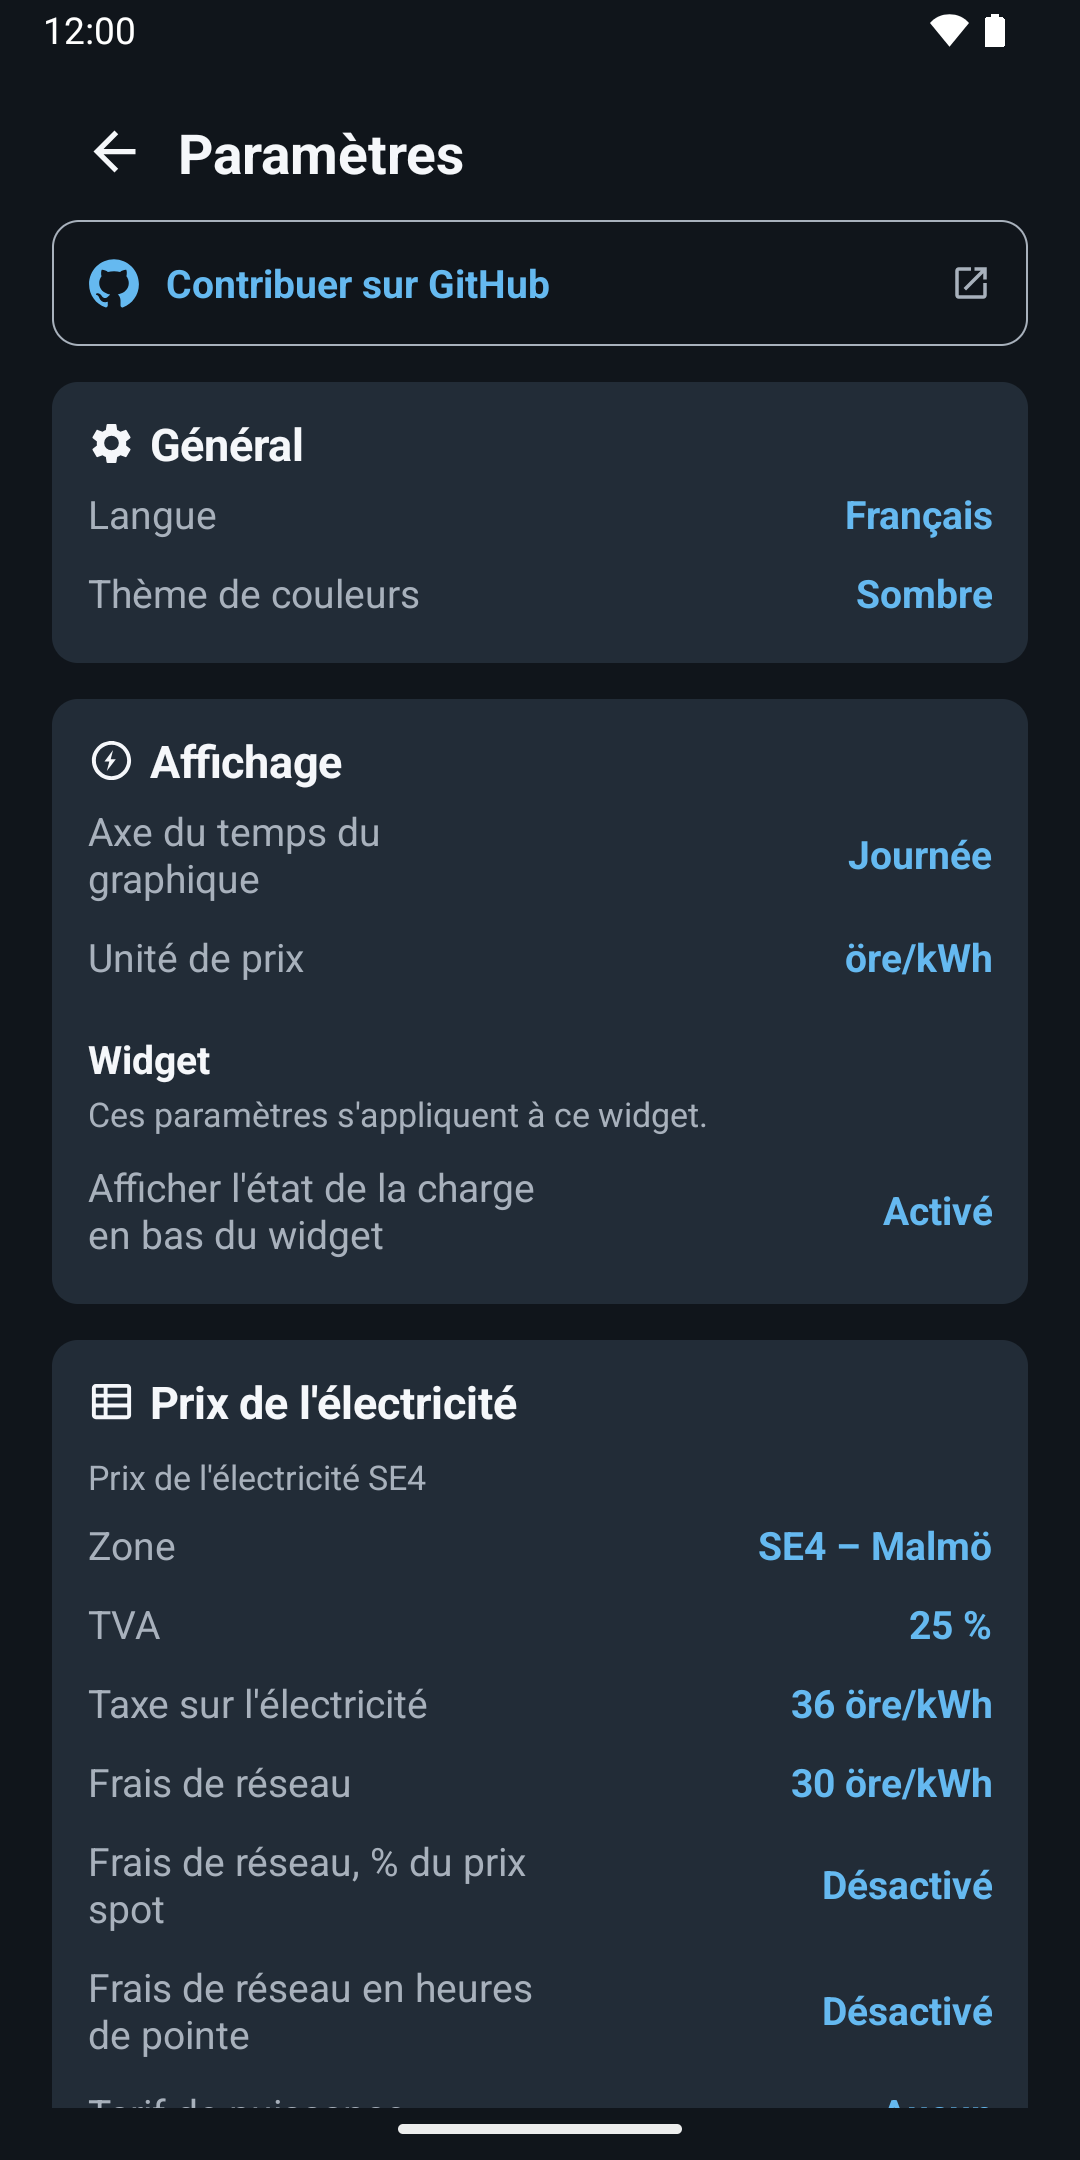 12:00
Paramètres
Contribuer sur GitHub
Général
Langue
Français
Thème de couleurs
Sombre
Affichage
Axe du temps du
graphique
Journée
Unité de prix
öre/kWh
Widget
Ces paramètres s'appliquent à ce widget.
Afficher l'état de la charge
en bas du widget
Activé
Prix de l'électricité
Prix de l'électricité SE4
Zone
SE4 – Malmö
TVA
25 %
Taxe sur l'électricité
36 öre/kWh
Frais de réseau
30 öre/kWh
Frais de réseau, % du prix
spot
Désactivé
Frais de réseau en heures
de pointe
Désactivé